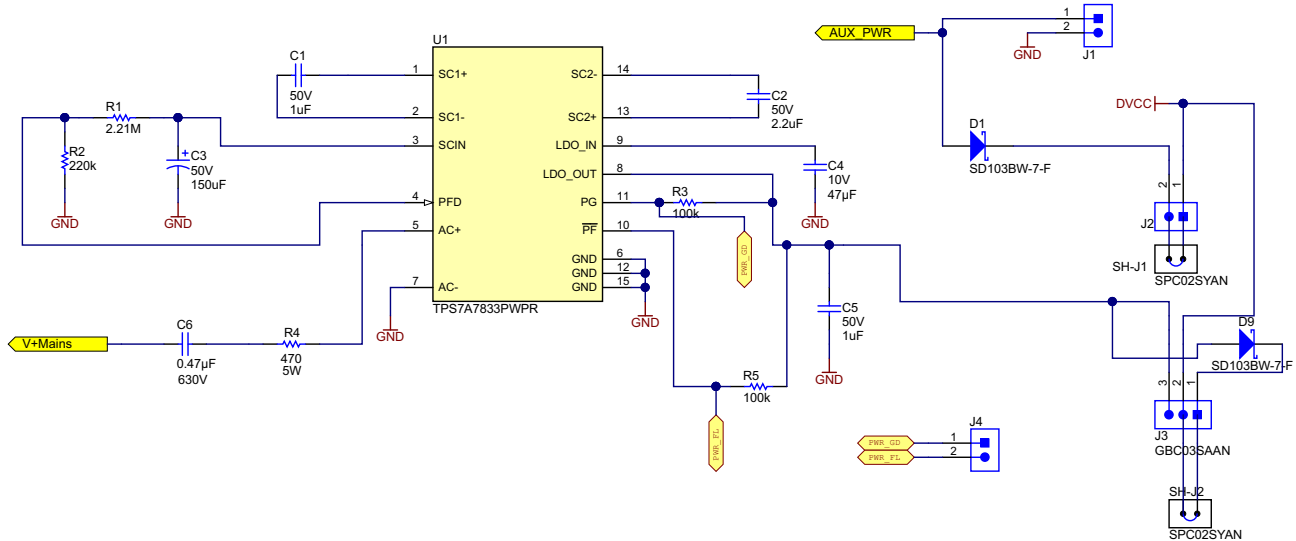 U1
TPS7A7833PWPR
1 SC1+
2 SC1-
3 SCIN
4 PFD
5 AC+
7 AC-
SC2- 14
SC2+ 13
LDO_IN 9
LDO_OUT 8
PG 11
PF 10
GND 6
GND 12
GND 15
C1
50V
1uF
R1
2.21M
R2
220k
GND
C3
50V
150uF
GND
+
GND
V+Mains
C6
0.47µF
630V
R4
470
5W
C2
50V
2.2uF
C4
10V
47µF
GND
R3
100k
PWR_GD
GND
C5
50V
1uF
GND
R5
100k
PWR_FL
AUX_PWR
1
2
J1
GND
DVCC
D1
SD103BW-7-F
2 1
J2
SH-J1
SPC02SYAN
D9
SD103BW-7-F
3 2 1
J3
GBC03SAAN
SH-J2
SPC02SYAN
J4
PWR_GD 1
PWR_FL 2